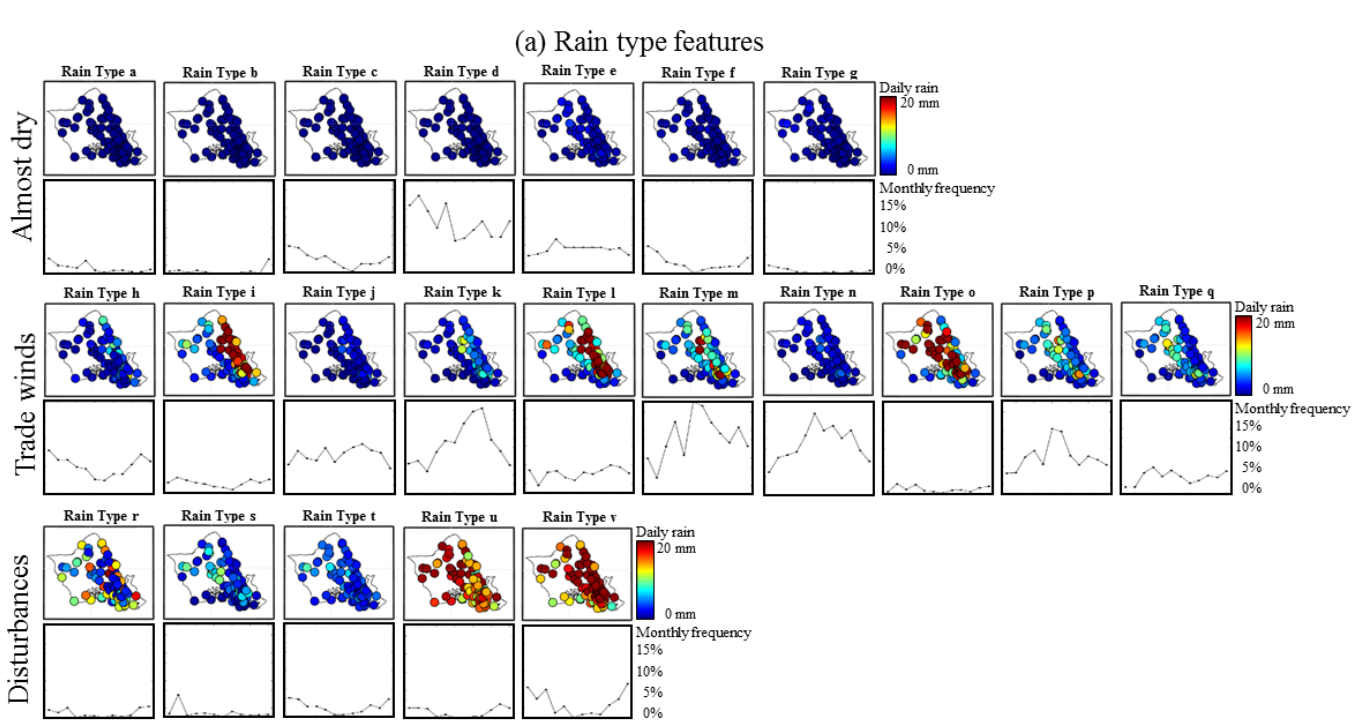 (a) Rain type features
Almost dry
Rain Type a Rain Type b Rain Type c Rain Type d Rain Type e Rain Type f Rain Type g
Daily rain
20 mm
0 mm
Monthly frequency
15%
10%
5%
0%
Trade winds
Rain Type h Rain Type i Rain Type j Rain Type k Rain Type l Rain Type m Rain Type n Rain Type o Rain Type p Rain Type q
Daily rain
20 mm
0 mm
Monthly frequency
15%
10%
5%
0%
Disturbances
Rain Type r Rain Type s Rain Type t Rain Type u Rain Type v
Daily rain
20 mm
0 mm
Monthly frequency
15%
10%
5%
0%